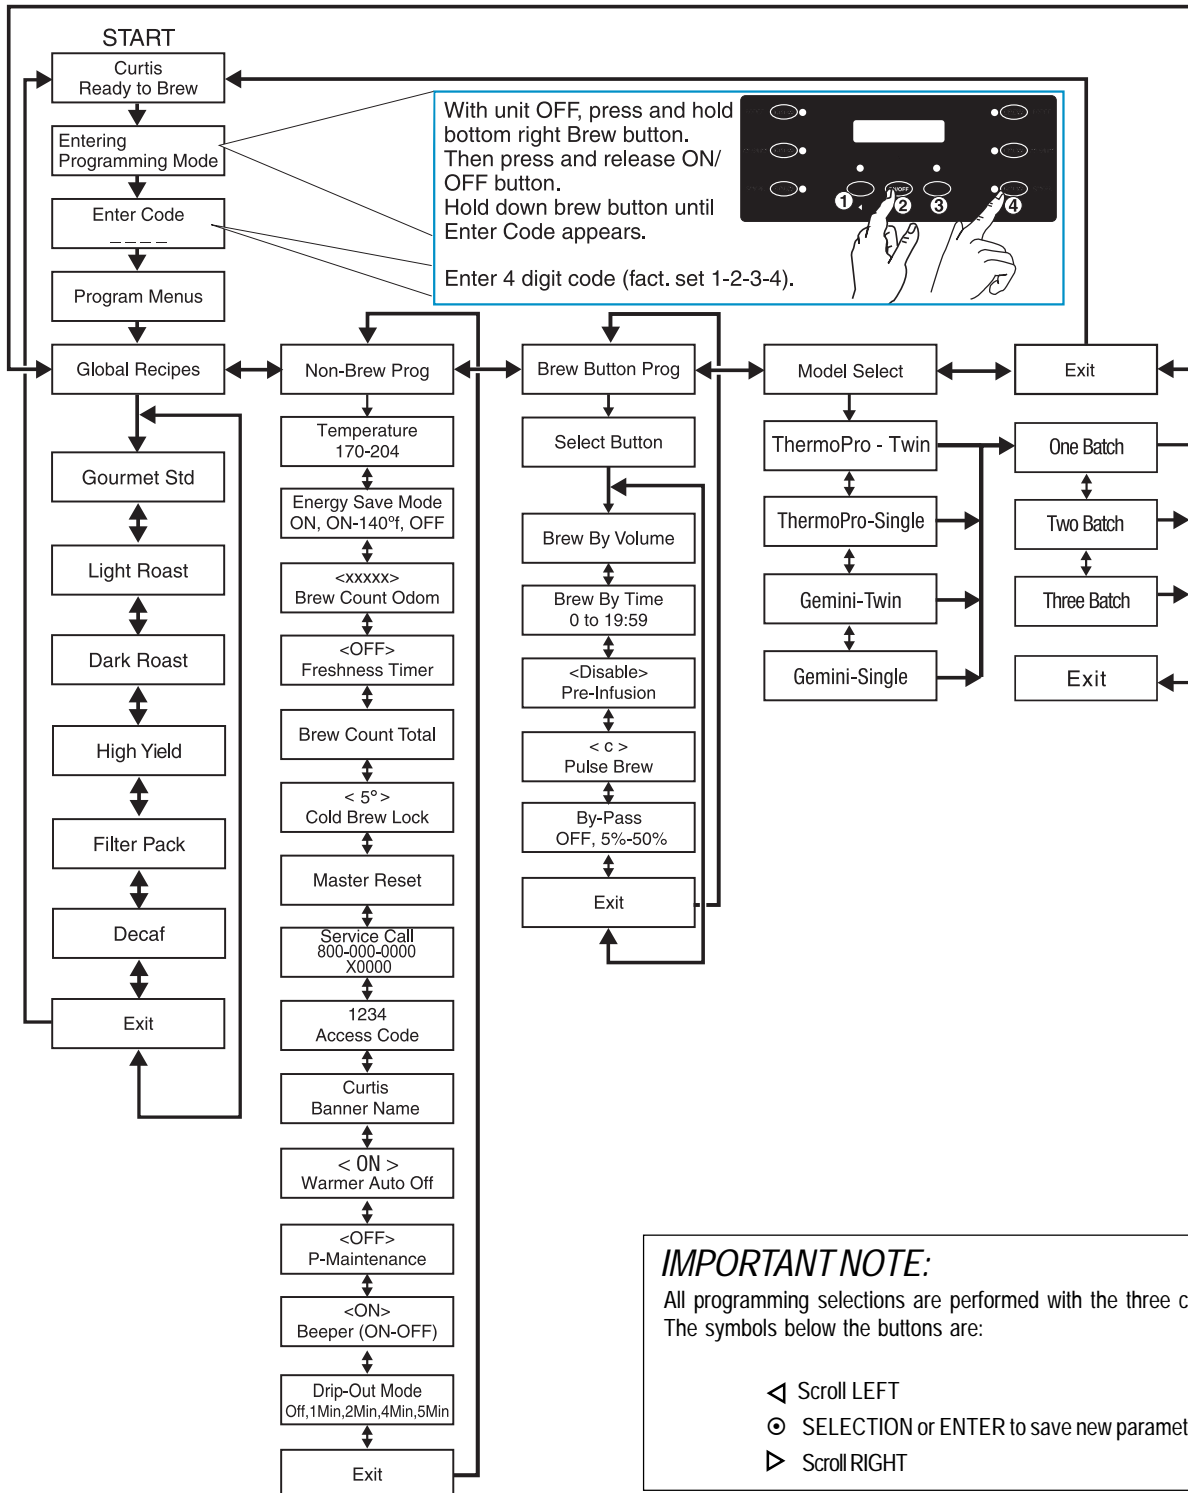 START
Curtis
Ready to Brew
Entering
Programming Mode
Enter Code
_ _ _ _
Program Menus
With unit OFF, press and hold
bottom right Brew button.
Then press and release ON/
OFF button.
Hold down brew button until
Enter Code appears.
Enter 4 digit code (fact. set 1-2-3-4).
ON/OFF
1
2
3
4
Global Recipes
Gourmet Std
Light Roast
Dark Roast
High Yield
Filter Pack
Decaf
Exit
Non-Brew Prog
Temperature
170-204
Energy Save Mode
ON, ON-140ºf, OFF
<xxxxx>
Brew Count Odom
<OFF>
Freshness Timer
Brew Count Total
< 5° >
Cold Brew Lock
Master Reset
Service Call
800-000-0000
X0000
1234
Access Code
Curtis
Banner Name
< ON >
Warmer Auto Off
<OFF>
P-Maintenance
<ON>
Beeper (ON-OFF)
Drip-Out Mode
Off,1Min,2Min,4Min,5Min
Exit
Brew Button Prog
Select Button
Brew By Volume
Brew By Time
0 to 19:59
<Disable>
Pre-Infusion
< c >
Pulse Brew
By-Pass
OFF, 5%-50%
Exit
Model Select
ThermoPro - Twin
ThermoPro-Single
Gemini-Twin
Gemini-Single
Exit
One Batch
Two Batch
Three Batch
Exit
IMPORTANT NOTE:
All programming selections are performed with the three c
The symbols below the buttons are:
Scroll LEFT
SELECTION or ENTER to save new paramet
Scroll RIGHT